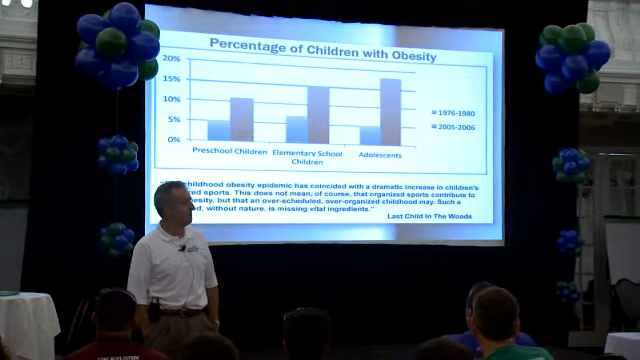 Percentage of Children with Obesity
20%
15%
10%
5%
0%
1976-1980
2005-2006
Preschool Children Elementary School Children Adolescents
childhood obesity epidemic has coincided with a dramatic increase in children's
sports. This does not mean, of course, that organized sports contribute to
but that an over-scheduled, over-organized childhood may. Such a
without nature, is missing vital ingredients."
Last Child In The Woods